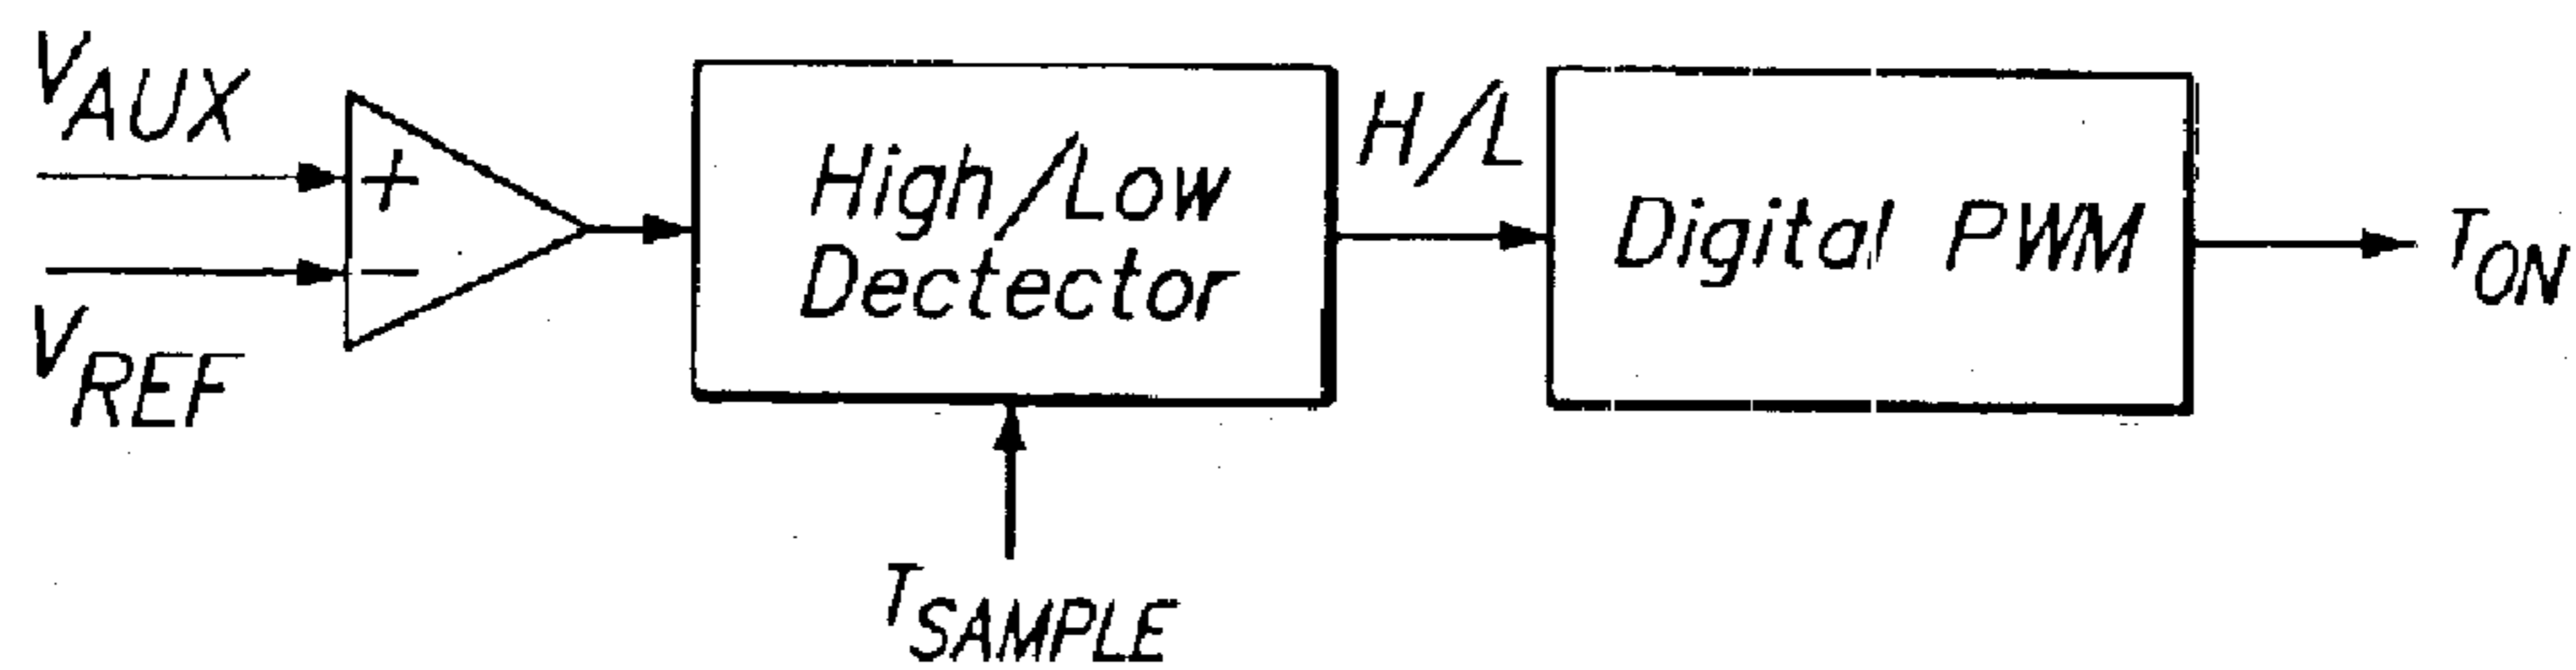 VAUX
+
−
VREF
High/Low
Dectector
TSAMPLE
H/L
Digital PWM
TON